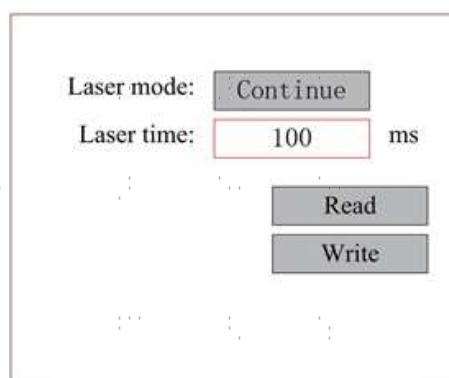 Laser mode: Continue
Laser time: 100 ms
Read
Write